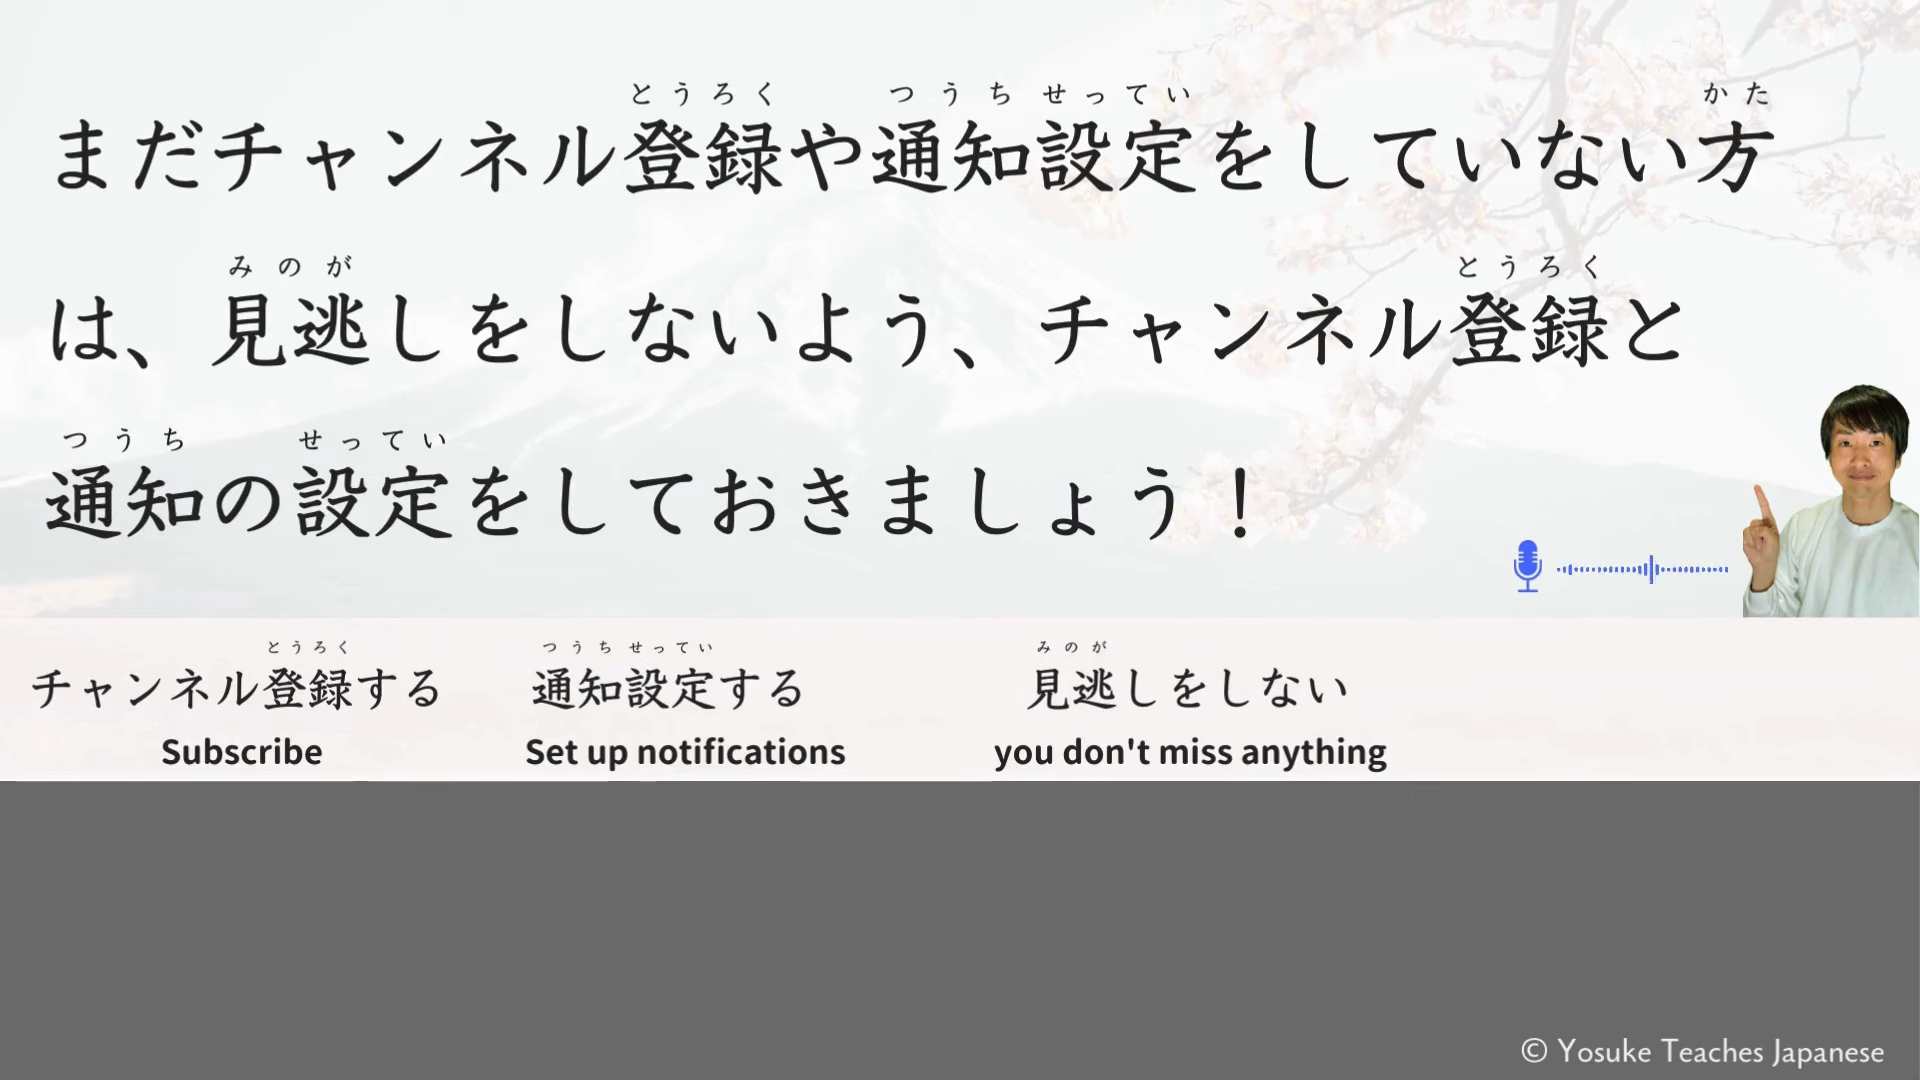 とうろく つうち せってい かた
まだチャンネル登録や通知設定をしていない方
みのが とうろく
は、見逃しをしないよう、チャンネル登録と
つうち せってい
通知の設定をしておきましょう！
とうろく つうち せってい みのが
チャンネル登録する 通知設定する 見逃しをしない
Subscribe Set up notifications you don't miss anything
© Yosuke Teaches Japanese